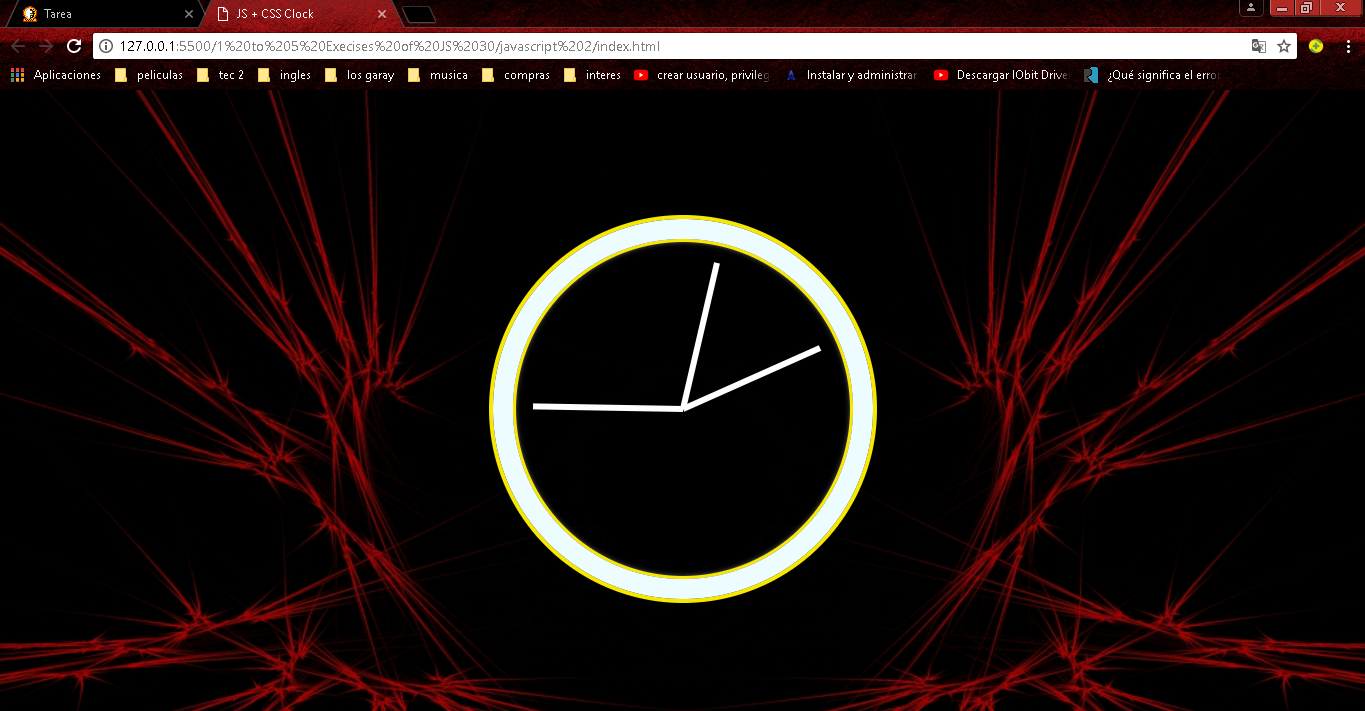 Tarea
JS + CSS Clock
127.0.0.1:5500/1%20to%205%20Execises%20of%20JS%2030/javascript%202/index.html
Aplicaciones peliculas tec 2 ingles los garay musica compras interes crear usuario, privileg Instalar y administrar Descargar IObit Drive ¿Qué significa el erro